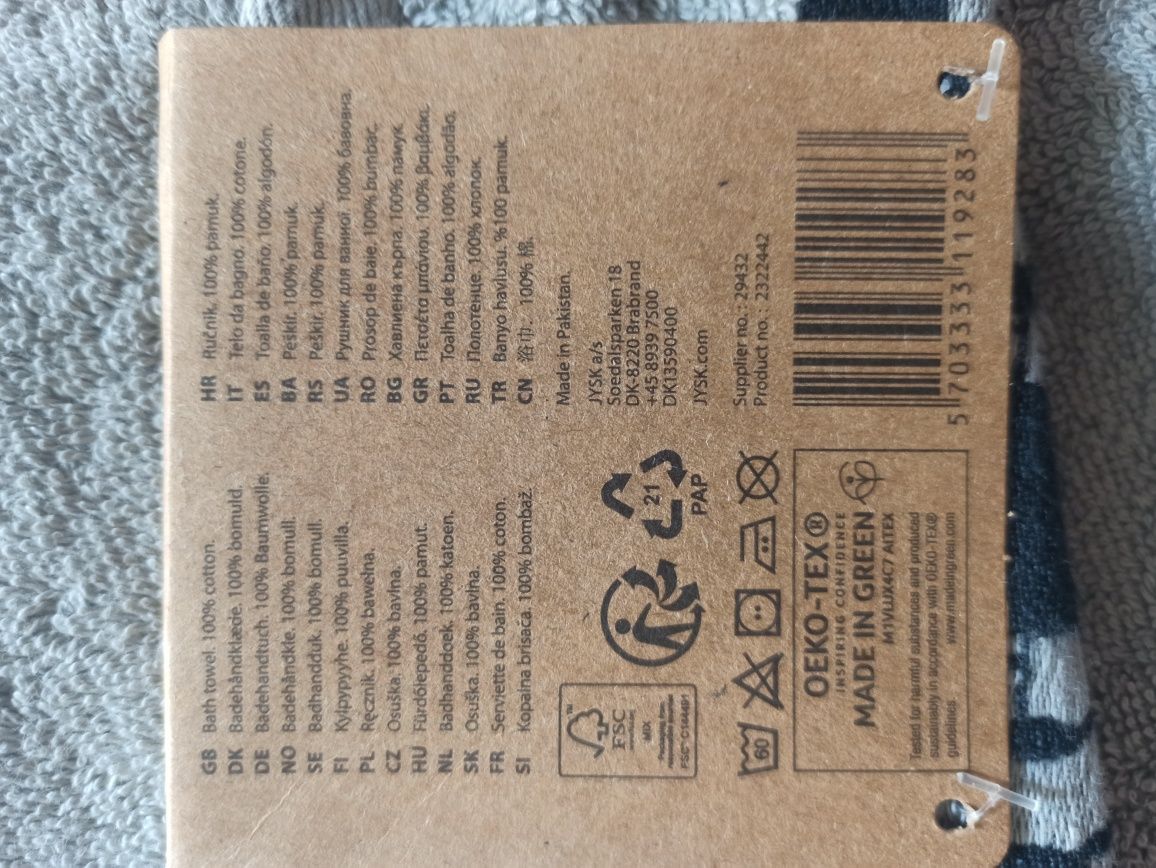 GB Bath towel. 100% cotton.
DK Badehåndklæde. 100% bomuld.
DE Badehandtuch. 100% Baumwolle.
NO Badehåndkle. 100% bomull.
SE Badhandduk. 100% bomull.
FI Kylpypyyhe. 100% puuvilla.
PL Ręcznik. 100% bawełna.
CZ Osuška. 100% bavlna.
HU Fürdőlepedő. 100% pamut.
NL Badhanddoek. 100% katoen.
SK Osuška. 100% bavlna.
FR Serviette de bain. 100% coton.
SI Kopalna brisača. 100% bombaž.
HR Ručnik. 100% pamuk.
IT Telo da bagno. 100% cotone.
ES Toalla de baño. 100% algodón.
BA Peškir. 100% pamuk.
RS Peškir. 100% pamuk.
UA Рушник для ванної. 100% бавовна.
RO Prosop de baie. 100% bumbac.
BG Хавлиена кърпа. 100% памук.
GR Πετσέτα μπάνιου. 100% βαμβάκι.
PT Toalha de banho. 100% algodão.
RU Полотенце. 100% хлопок.
TR Banyo havlusu. %100 pamuk.
CN 浴巾。100% 棉。
FSC
MIX
FSC™ C144491
21
PAP
Made in Pakistan.
JYSK a/s
Soedalsparken 18
DK-8220 Brabrand
+45 8939 7500
DK13590400
JYSK.com
60
Supplier no.: 29432
Product no.: 2322442
OEKO-TEX®
INSPIRING CONFIDENCE
MADE IN GREEN
M1VLUX4C7 AITEX
Tested for harmful substances and produced
sustainably in accordance with OEKO-TEX®
guidelines www.madeingreen.com
5 703333 119283